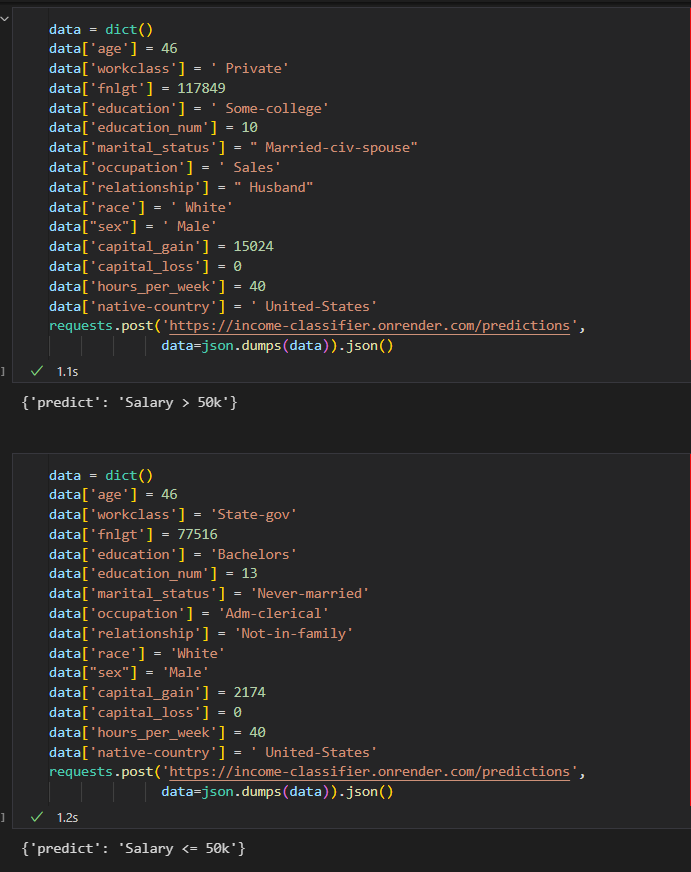 data = dict()
data['age'] = 46
data['workclass'] = ' Private'
data['fnlgt'] = 117849
data['education'] = ' Some-college'
data['education_num'] = 10
data['marital_status'] = " Married-civ-spouse"
data['occupation'] = ' Sales'
data['relationship'] = " Husband"
data['race'] = ' White'
data["sex"] = ' Male'
data['capital_gain'] = 15024
data['capital_loss'] = 0
data['hours_per_week'] = 40
data['native-country'] = ' United-States'
requests.post('https://income-classifier.onrender.com/predictions',
data=json.dumps(data)).json()
] ✓ 1.1s
{'predict': 'Salary > 50k'}
data = dict()
data['age'] = 46
data['workclass'] = 'State-gov'
data['fnlgt'] = 77516
data['education'] = 'Bachelors'
data['education_num'] = 13
data['marital_status'] = 'Never-married'
data['occupation'] = 'Adm-clerical'
data['relationship'] = 'Not-in-family'
data['race'] = 'White'
data["sex"] = 'Male'
data['capital_gain'] = 2174
data['capital_loss'] = 0
data['hours_per_week'] = 40
data['native-country'] = ' United-States'
requests.post('https://income-classifier.onrender.com/predictions',
data=json.dumps(data)).json()
] ✓ 1.2s
{'predict': 'Salary <= 50k'}